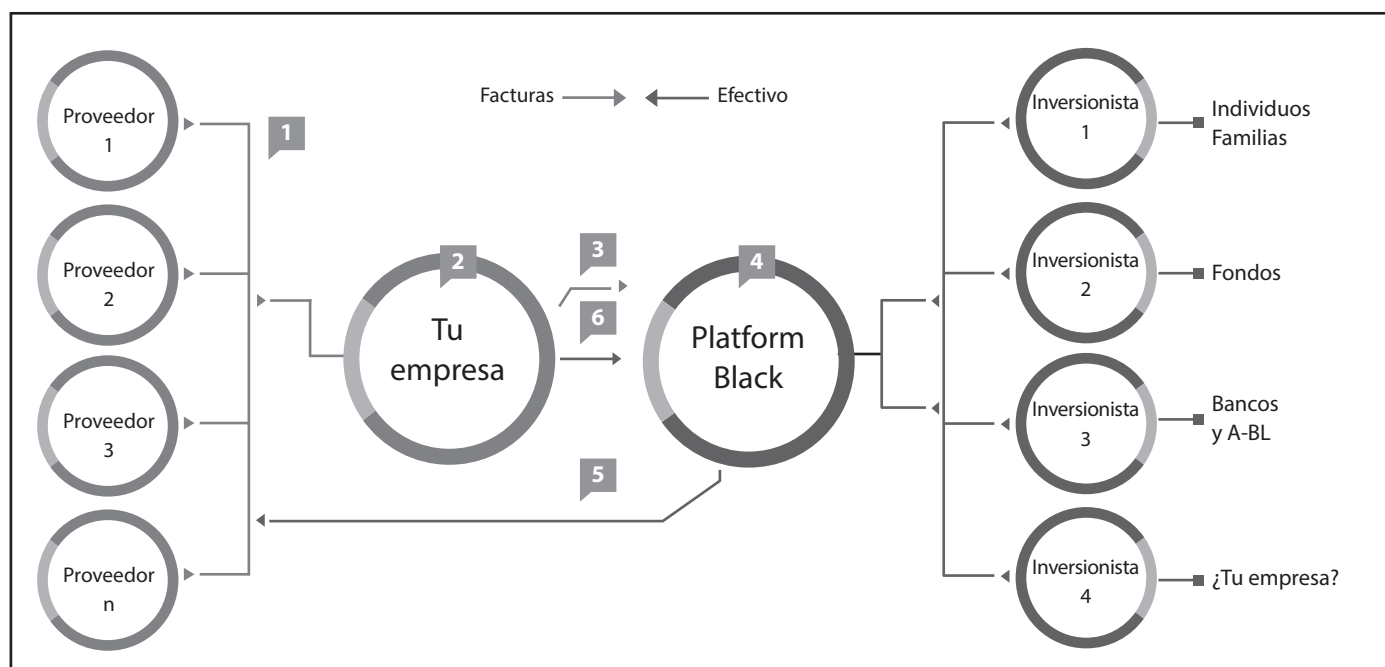 Facturas
Efectivo
Proveedor
1
Proveedor
2
Proveedor
3
Proveedor
n
1
2
Tu
empresa
3
6
5
4
Platform
Black
Inversionista
1
Individuos
Familias
Inversionista
2
Fondos
Inversionista
3
Bancos
y A-BL
Inversionista
4
¿Tu empresa?